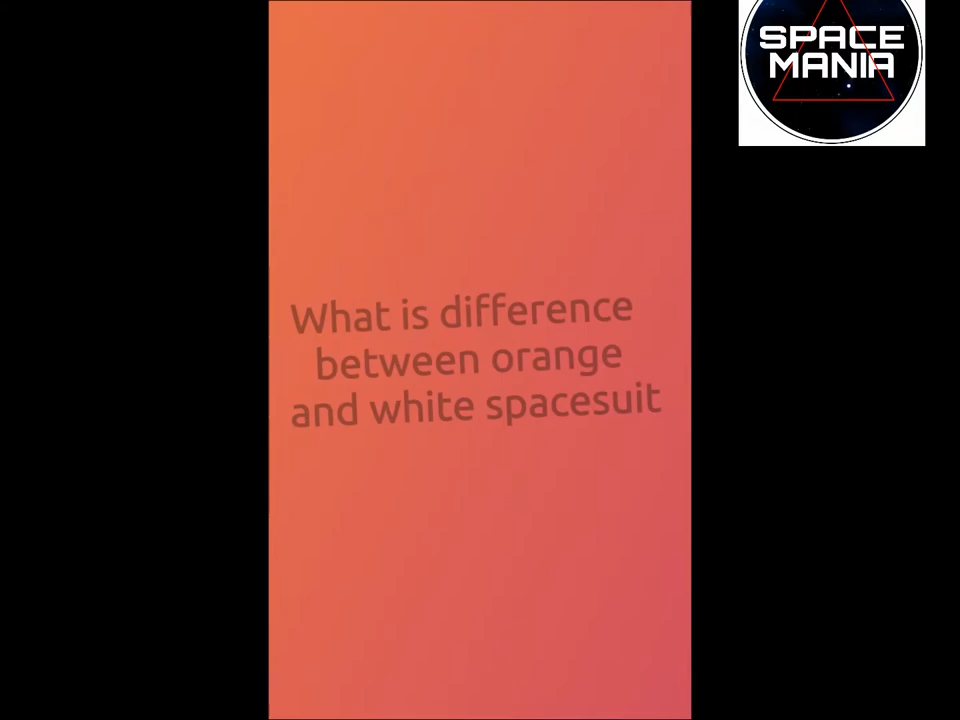 SPACE
MANIA
What is difference
between orange
and white spacesuit